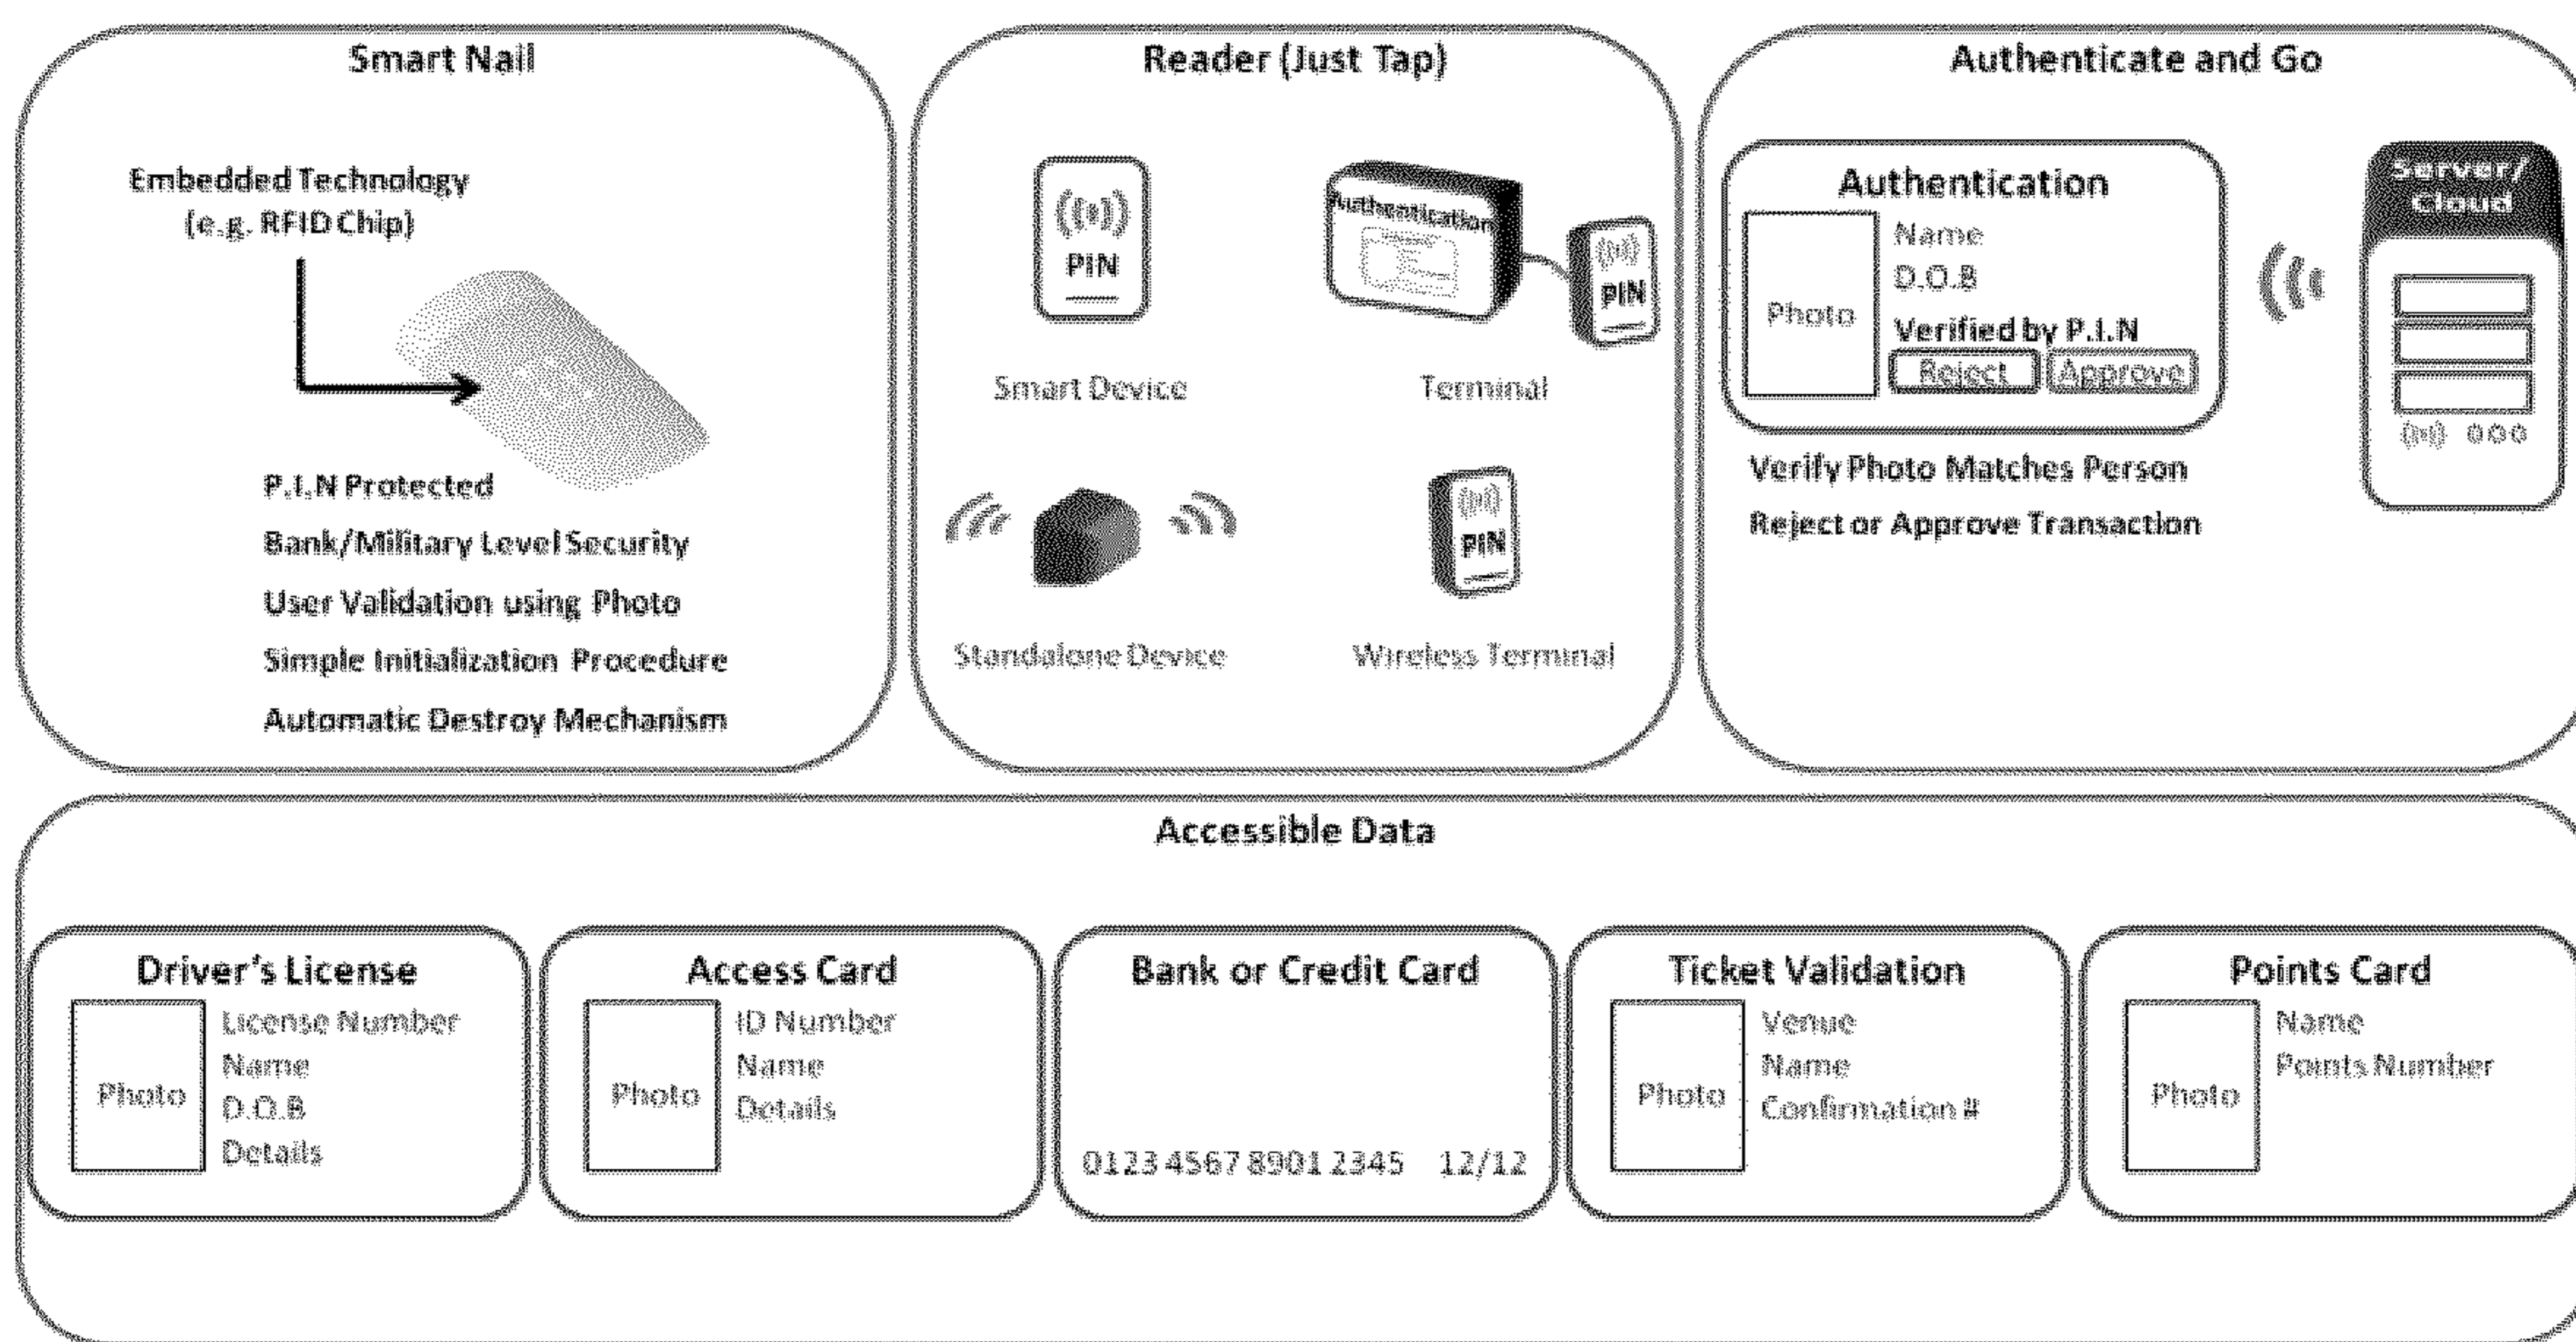 Smart Nail
Embedded Technology
(e.g. RFID Chip)
P.I.N Protected
Bank/Military Level Security
User Validation using Photo
Simple Initialization Procedure
Automatic Destroy Mechanism
Reader (Just Tap)
PIN
Smart Device
Authentication
PIN
Terminal
Standalone Device
PIN
Wireless Terminal
Authenticate and Go
Authentication
Photo
Name
D.O.B
Verified by P.I.N
Reject Approve
Verify Photo Matches Person
Reject or Approve Transaction
Server/
Cloud
Accessible Data
Driver's License
Photo
License Number
Name
D.O.B
Details
Access Card
Photo
ID Number
Name
Details
Bank or Credit Card
0123 4567 8901 2345 12/12
Ticket Validation
Photo
Venue
Name
Confirmation #
Points Card
Photo
Name
Points Number